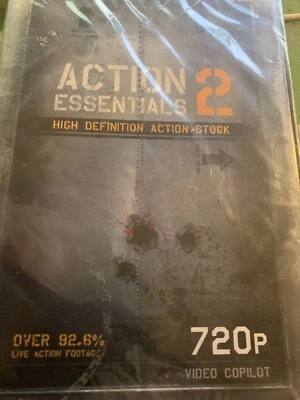 ACTION
ESSENTIALS 2
HIGH DEFINITION ACTION STOCK
OVER 92.6%
LIVE ACTION FOOTAGE
720P
VIDEO COPILOT